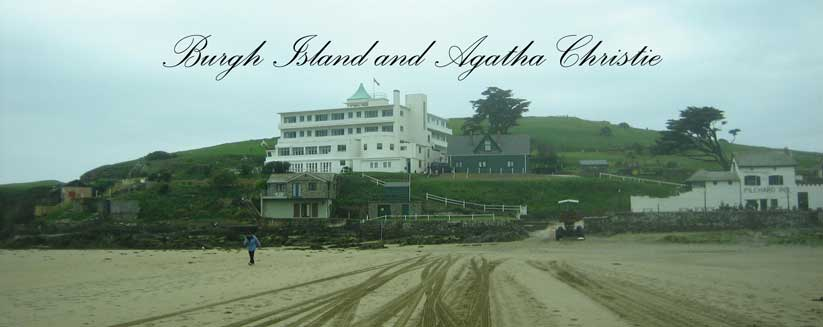 Burgh Island and Agatha Christie
PILCHARD INN